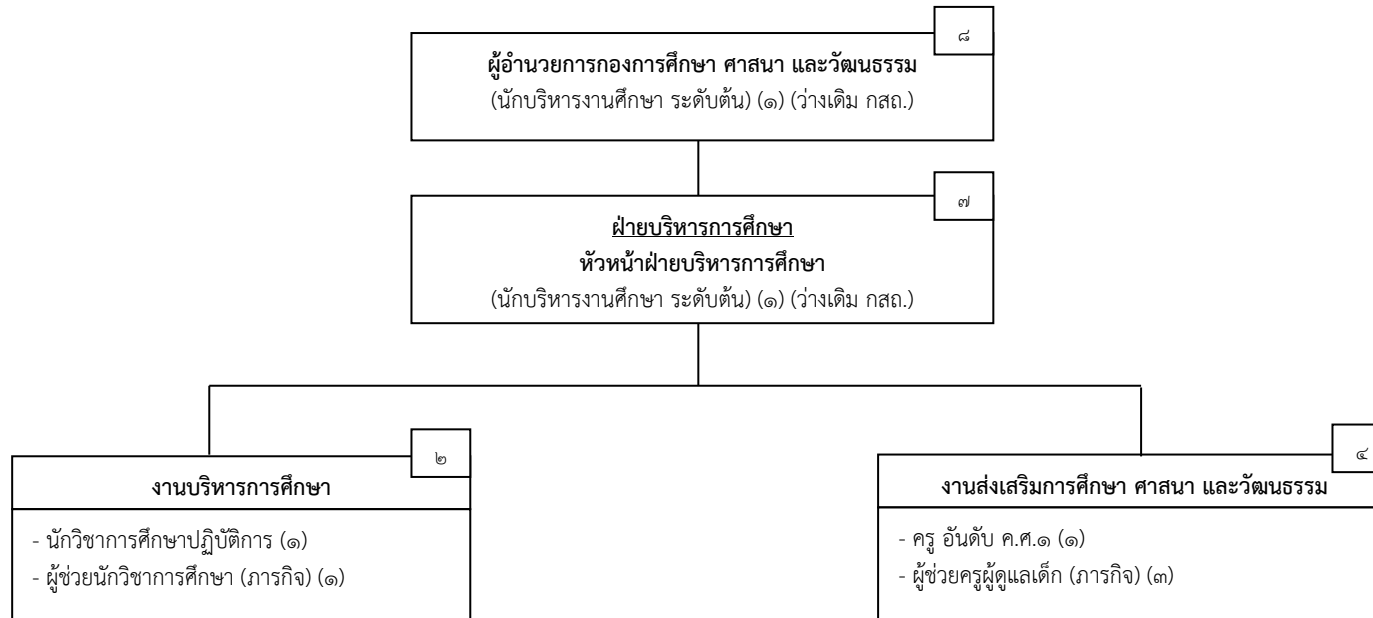 ๘
ผู้อำนวยการกองการศึกษา ศาสนา และวัฒนธรรม
(นักบริหารงานศึกษา ระดับต้น) (๑) (ว่างเดิม กสถ.)
๗
ฝ่ายบริหารการศึกษา
หัวหน้าฝ่ายบริหารการศึกษา
(นักบริหารงานศึกษา ระดับต้น) (๑) (ว่างเดิม กสถ.)
๒
งานบริหารการศึกษา
- นักวิชาการศึกษาปฏิบัติการ (๑)
- ผู้ช่วยนักวิชาการศึกษา (ภารกิจ) (๑)
๔
งานส่งเสริมการศึกษา ศาสนา และวัฒนธรรม
- ครู อันดับ ค.ศ.๑ (๑)
- ผู้ช่วยครูผู้ดูแลเด็ก (ภารกิจ) (๓)